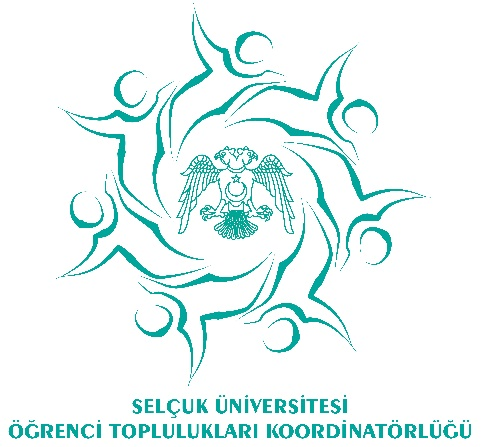 SELÇUK ÜNİVERSİTESİ
ÖĞRENCİ TOPLULUKLARI KOORDİNATÖRLÜĞÜ